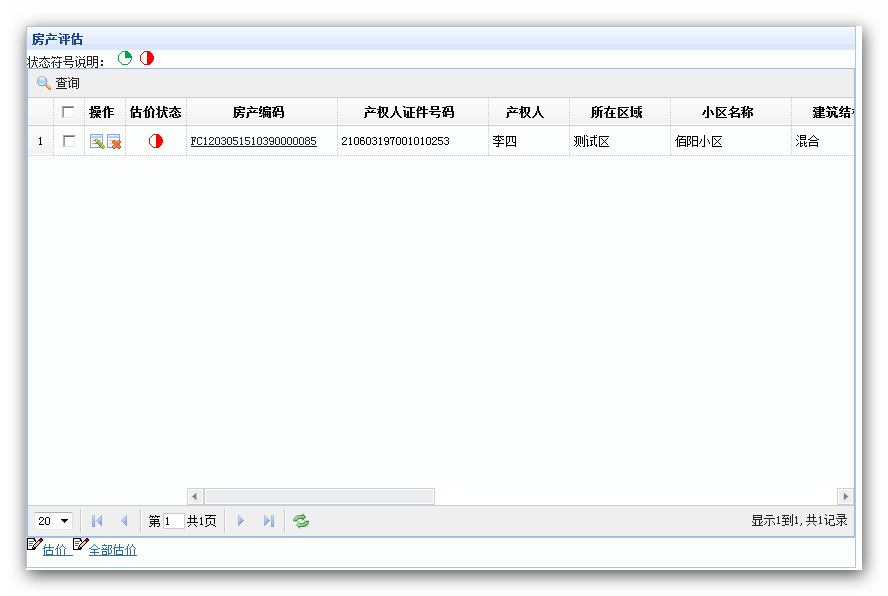 房产评估
状态符号说明：
查询
操作 估价状态 房产编码 产权人证件号码 产权人 所在区域 小区名称 建筑结
1 FC1203051510390000085 210603197001010253 李四 测试区 佰阳小区 混合
20 第 1 共1页 显示1到1,共1记录
估价 全部估价